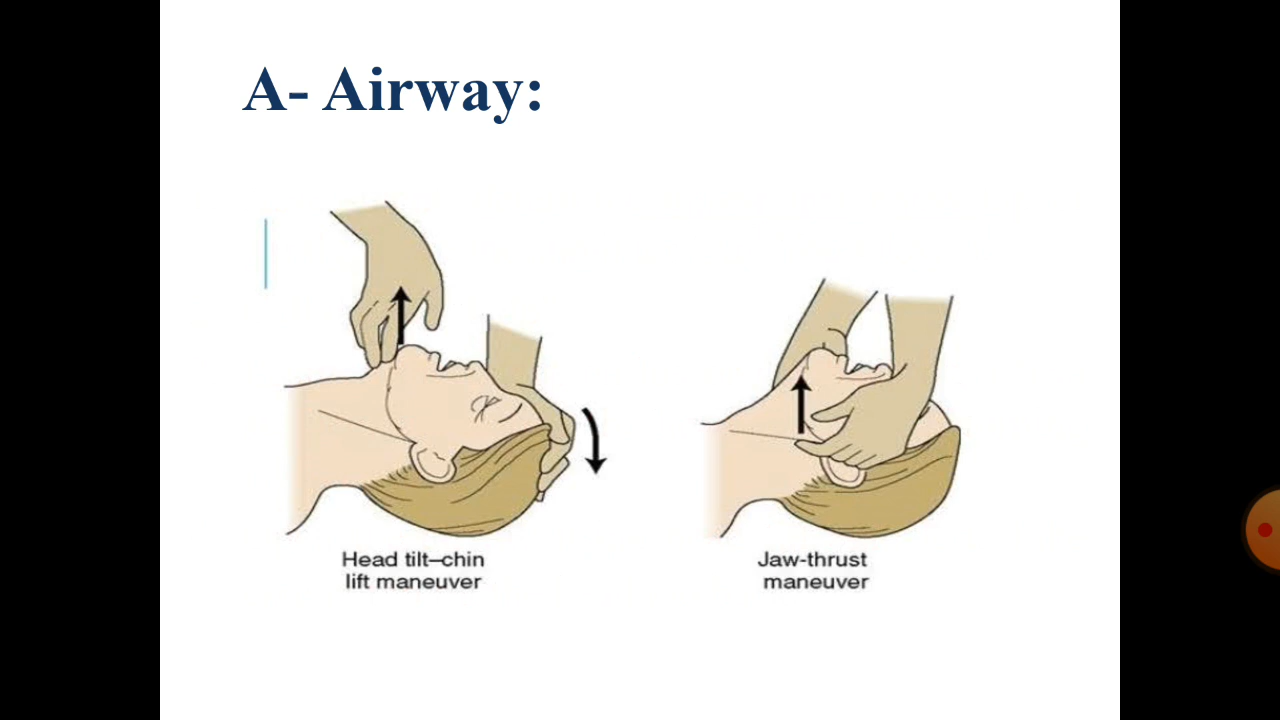 A- Airway:
Head tilt–chin
lift maneuver
Jaw-thrust
maneuver